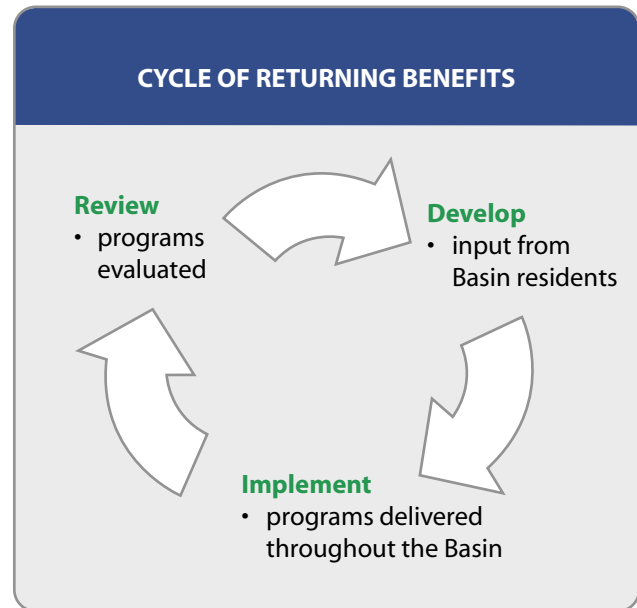 CYCLE OF RETURNING BENEFITS
Review
• programs
evaluated
Develop
• input from
Basin residents
Implement
• programs delivered
throughout the Basin